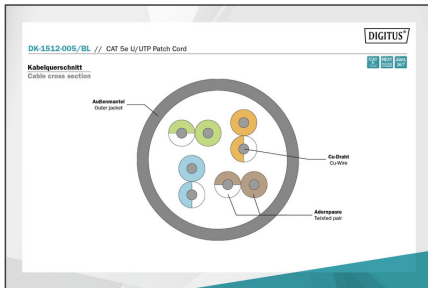 DIGITUS®
DK-1512-005/BL // CAT 5e U/UTP Patch Cord
Kabelquerschnitt
Cable cross section
Außenmantel
Outer jacket
Cu-Draht
Cu-Wire
Adernpaare
Twisted pair